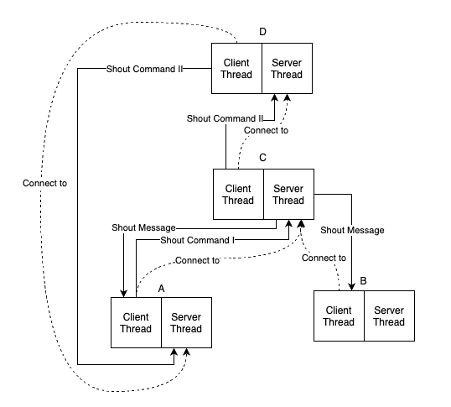 D
Client
Thread
Server
Thread
Shout Command II
Shout Command II
Connect to
C
Client
Thread
Server
Thread
Connect to
Shout Message
Shout Command I
Connect to
Shout Message
Connect to
A
Client
Thread
Server
Thread
B
Client
Thread
Server
Thread